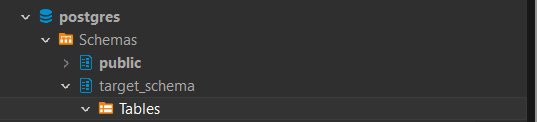 postgres
Schemas
public
target_schema
Tables